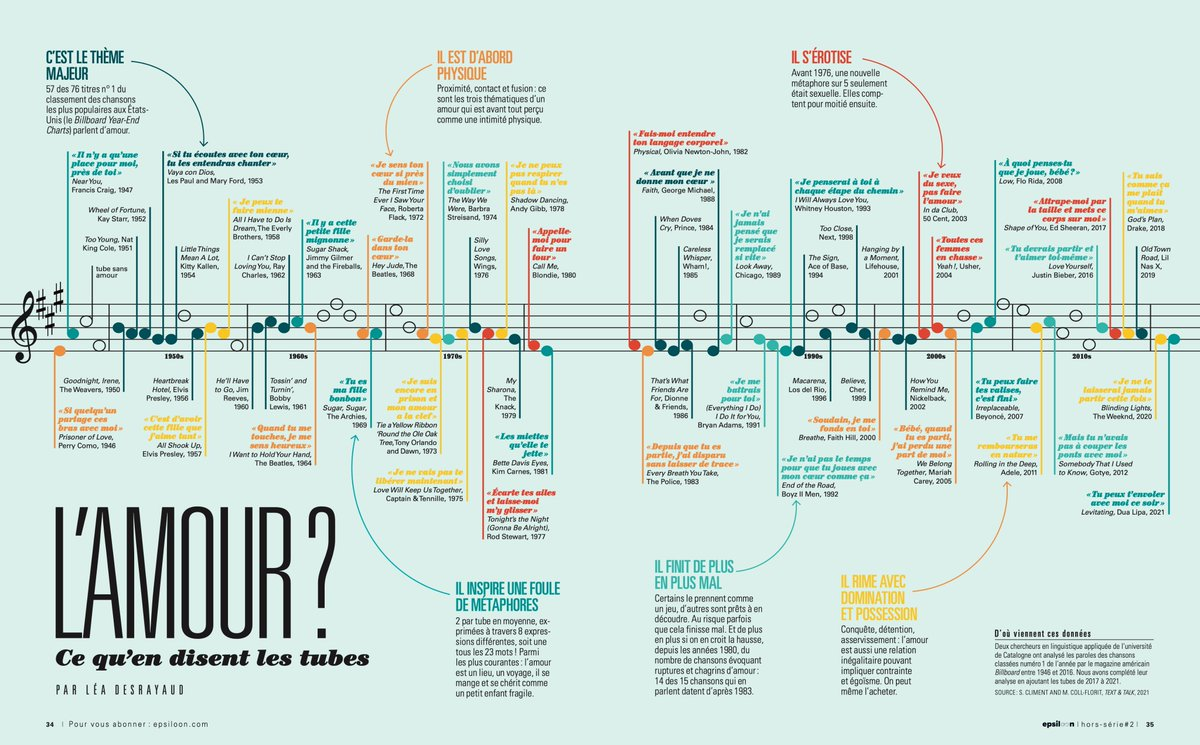 C'EST LE THÈME
MAJEUR
57 des 76 titres n° 1 du
classement des chansons
les plus populaires aux États-
Unis (le Billboard Year-End
Charts) parlent d'amour.
IL EST D'ABORD
PHYSIQUE
Proximité, contact et fusion : ce
sont les trois thématiques d'un
amour qui est avant tout perçu
comme une intimité physique.
IL S'ÉROTISE
Avant 1976, une nouvelle
métaphore sur 5 seulement
était sexuelle. Elles comp-
tent pour moitié ensuite.
« Il n'y a qu'une
place pour moi,
près de toi »
Near You,
Francis Craig, 1947
Wheel of Fortune,
Kay Starr, 1952
Too Young, Nat
King Cole, 1951
tube sans
amour
« Si tu écoutes avec ton cœur,
tu les entendras chanter »
Vaya con Dios,
Les Paul and Mary Ford, 1953
Little Things
Mean A Lot,
Kitty Kallen,
1954
« Je peux te
faire mienne »
All I Have to Do Is
Dream, The Everly
Brothers, 1958
I Can't Stop
Loving You, Ray
Charles, 1962
« Il y a cette
petite fille
mignonne »
Sugar Shack,
Jimmy Gilmer
and the Fireballs,
1963
« Je sens ton
cœur si près
du mien »
The First Time
Ever I Saw Your
Face, Roberta
Flack, 1972
« Garde-la
dans ton
cœur »
Hey Jude, The
Beatles, 1968
« Nous avons
simplement
choisi
d'oublier »
The Way We
Were, Barbra
Streisand, 1974
Silly
Love
Songs,
Wings,
1976
« Je ne peux
pas respirer
quand tu n'es
pas là »
Shadow Dancing,
Andy Gibb, 1978
« Appelle-
moi pour
faire un
tour »
Call Me,
Blondie, 1980
« Fais-moi entendre
ton langage corporel »
Physical, Olivia Newton-John, 1982
« Avant que je ne
donne mon cœur »
Faith, George Michael,
1988
When Doves
Cry, Prince, 1984
Careless
Whisper,
Wham!,
1985
« Je n'ai
jamais
pensé que
je serais
remplacé
si vite »
Look Away,
Chicago, 1989
« Je penserai à toi à
chaque étape du chemin »
I Will Always Love You,
Whitney Houston, 1993
Too Close,
Next, 1998
The Sign,
Ace of Base,
1994
Hanging by
a Moment,
Lifehouse,
2001
« Je veux
du sexe,
pas faire
l'amour »
In da Club,
50 Cent, 2003
« Toutes ces
femmes
en chasse »
Yeah!, Usher,
2004
« À quoi penses-tu
que je joue, bébé ? »
Low, Flo Rida, 2008
« Attrape-moi par
la taille et mets ce
corps sur moi »
Shape of You, Ed Sheeran, 2017
« Tu devrais partir et
t'aimer toi-même »
Love Yourself,
Justin Bieber, 2016
« Tu sais
comme ça
me plaît
quand tu
m'aimes »
God's Plan,
Drake, 2018
Old Town
Road, Lil
Nas X,
2019
1950s
1960s
1970s
1990s
2000s
2010s
Goodnight, Irene,
The Weavers, 1950
« Si quelqu'un
partage ces
bras avec moi »
Prisoner of Love,
Perry Como, 1946
Heartbreak
Hotel, Elvis
Presley, 1956
« C'est d'avoir
cette fille que
j'aime tant »
All Shook Up,
Elvis Presley, 1957
He'll Have
to Go, Jim
Reeves,
1960
Tossin' and
Turnin',
Bobby
Lewis, 1961
« Quand tu me
touches, je me
sens heureux »
I Want to Hold Your Hand,
The Beatles, 1964
« Tu es
ma fille
bonbon »
Sugar, Sugar,
The Archies,
1969
« Je suis
encore en
prison et
mon amour
a la clef »
Tie a Yellow Ribbon
'Round the Ole Oak
Tree, Tony Orlando
and Dawn, 1973
« Je ne vais pas te
libérer maintenant »
Love Will Keep Us Together,
Captain & Tennille, 1975
My
Sharona,
The
Knack,
1979
« Les miettes
qu'elle te
jette »
Bette Davis Eyes,
Kim Carnes, 1981
« Écarte tes ailes
et laisse-moi
m'y glisser »
Tonight's the Night
(Gonna Be Alright),
Rod Stewart, 1977
That's What
Friends Are
For, Dionne
& Friends,
1986
« Depuis que tu es
partie, j'ai disparu
sans laisser de trace »
Every Breath You Take,
The Police, 1983
« Je me
battrais
pour toi »
(Everything I Do)
I Do It for You,
Bryan Adams, 1991
Macarena,
Los del Rio,
1996
Believe,
Cher,
1999
« Soudain, je me
fonds en toi »
Breathe, Faith Hill, 2000
« Je n'ai pas le temps
pour que tu joues avec
mon cœur comme ça »
End of the Road,
Boyz II Men, 1992
How You
Remind Me,
Nickelback,
2002
« Bébé, quand
tu es parti,
j'ai perdu une
part de moi »
We Belong
Together, Mariah
Carey, 2005
« Tu peux faire
tes valises,
c'est fini »
Irreplaceable,
Beyoncé, 2007
« Tu me
rembourseras
en nature »
Rolling in the Deep,
Adele, 2011
« Mais tu n'avais
pas à couper les
ponts avec moi »
Somebody That I Used
to Know, Gotye, 2012
« Je ne te
laisserai jamais
partir cette fois »
Blinding Lights,
The Weeknd, 2020
« Tu peux t'envoler
avec moi ce soir »
Levitating, Dua Lipa, 2021
L'AMOUR ?
Ce qu'en disent les tubes
PAR LÉA DESRAYAUD
IL INSPIRE UNE FOULE
DE MÉTAPHORES
2 par tube en moyenne, ex-
primées à travers 8 expres-
sions différentes, soit une
tous les 23 mots ! Parmi
les plus courantes : l'amour
est un lieu, un voyage, il se
mange et se chérit comme
un petit enfant fragile.
IL FINIT DE PLUS
EN PLUS MAL
Certains le prennent comme
un jeu, d'autres sont prêts à en
découdre. Au risque parfois
que cela finisse mal. Et de plus
en plus si on en croit la hausse,
depuis les années 1980, du
nombre de chansons évoquant
ruptures et chagrins d'amour :
14 des 15 chansons qui en
parlent datent d'après 1983.
IL RIME AVEC
DOMINATION
ET POSSESSION
Conquête, détention,
asservissement : l'amour
est aussi une relation
inégalitaire pouvant
impliquer contrainte
et égoïsme. On peut
même l'acheter.
D'où viennent ces données
Deux chercheurs en linguistique appliquée de l'université
de Catalogne ont analysé les paroles des chansons
classées numéro 1 de l'année par le magazine américain
Billboard entre 1946 et 2016. Nous avons complété leur
analyse en ajoutant les tubes de 2017 à 2021.
SOURCE : S. CLIMENT AND M. COLL-FLORIT, TEXT & TALK, 2021
34 | Pour vous abonner : epsiloon.com
epsiloon | hors-série#2 | 35